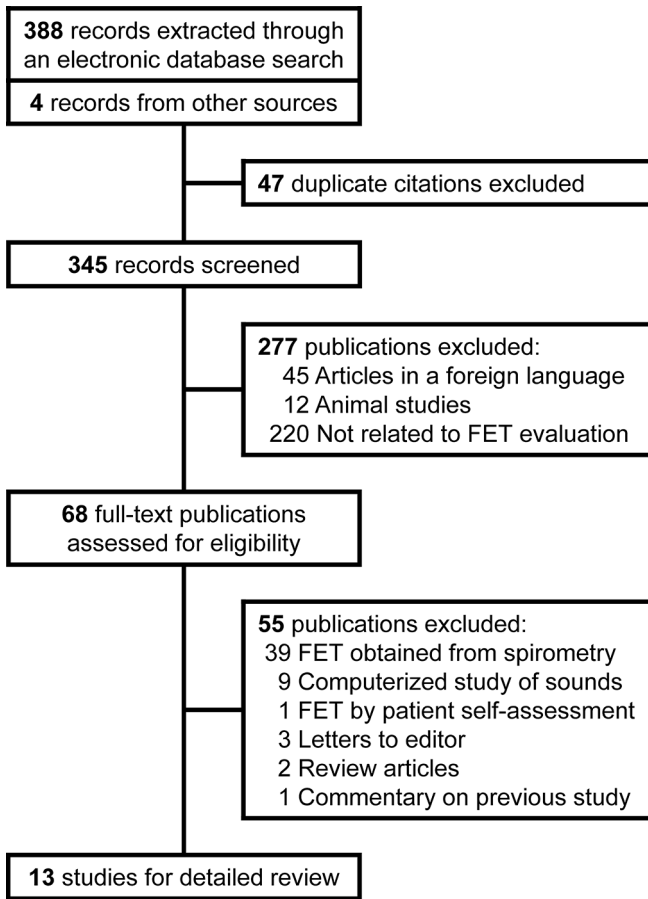 388 records extracted through
an electronic database search
4 records from other sources
47 duplicate citations excluded
345 records screened
277 publications excluded:
45 Articles in a foreign language
12 Animal studies
220 Not related to FET evaluation
68 full-text publications
assessed for eligibility
55 publications excluded:
39 FET obtained from spirometry
9 Computerized study of sounds
1 FET by patient self-assessment
3 Letters to editor
2 Review articles
1 Commentary on previous study
13 studies for detailed review